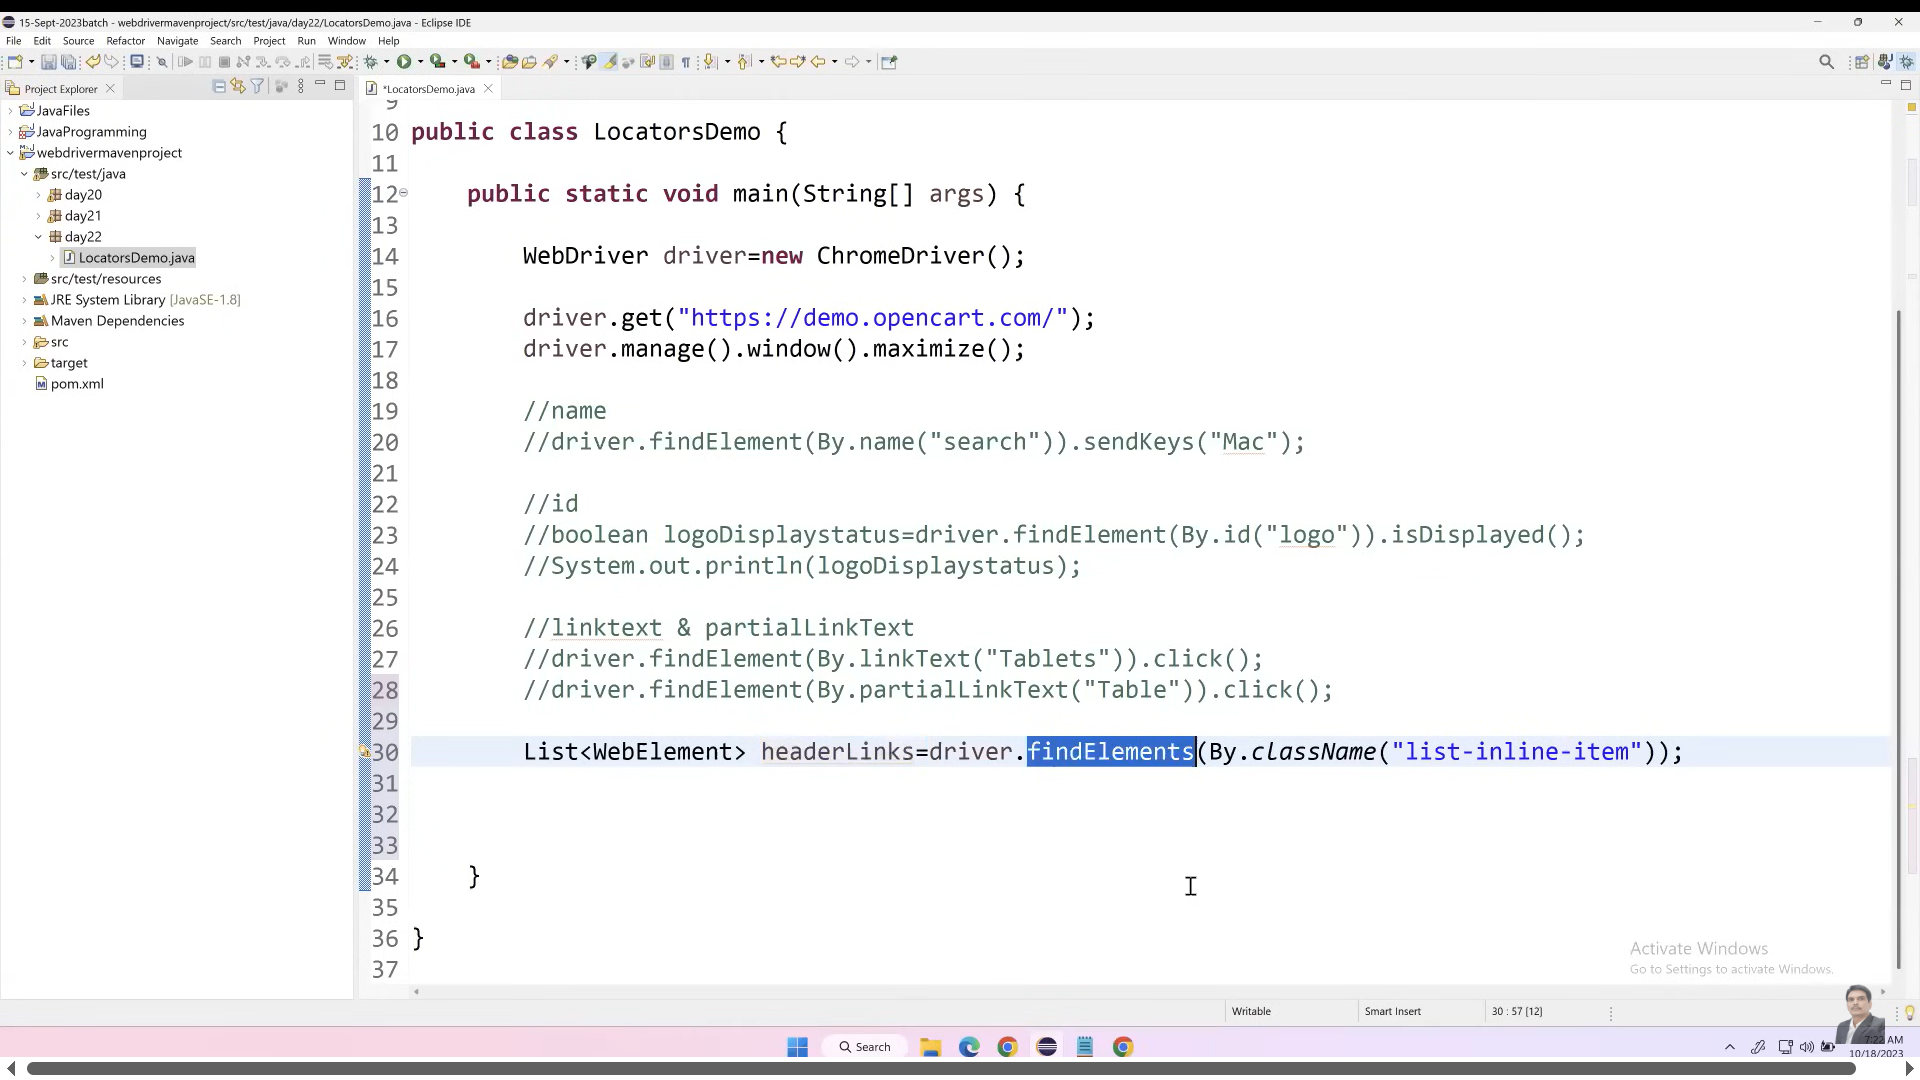 15-Sept-2023batch - webdrivermavenproject/src/test/java/day22/LocatorsDemo.java - Eclipse IDE
File Edit Source Refactor Navigate Search Project Run Window Help
Project Explorer
*LocatorsDemo.java
JavaFiles
JavaProgramming
webdrivermavenproject
src/test/java
day20
day21
day22
LocatorsDemo.java
src/test/resources
JRE System Library [JavaSE-1.8]
Maven Dependencies
src
target
pom.xml
9
10 public class LocatorsDemo {
11
12 public static void main(String[] args) {
13
14 WebDriver driver=new ChromeDriver();
15
16 driver.get("https://demo.opencart.com/");
17 driver.manage().window().maximize();
18
19 //name
20 //driver.findElement(By.name("search")).sendKeys("Mac");
21
22 //id
23 //boolean logoDisplaystatus=driver.findElement(By.id("logo")).isDisplayed();
24 //System.out.println(logoDisplaystatus);
25
26 //linktext & partialLinkText
27 //driver.findElement(By.linkText("Tablets")).click();
28 //driver.findElement(By.partialLinkText("Table")).click();
29
30 List<WebElement> headerLinks=driver.findElements(By.className("list-inline-item"));
31
32
33
34 }
35
36 }
37
Activate Windows
Go to Settings to activate Windows.
Writable Smart Insert 30 : 57 [12]
Search
7:22 AM
10/18/2023